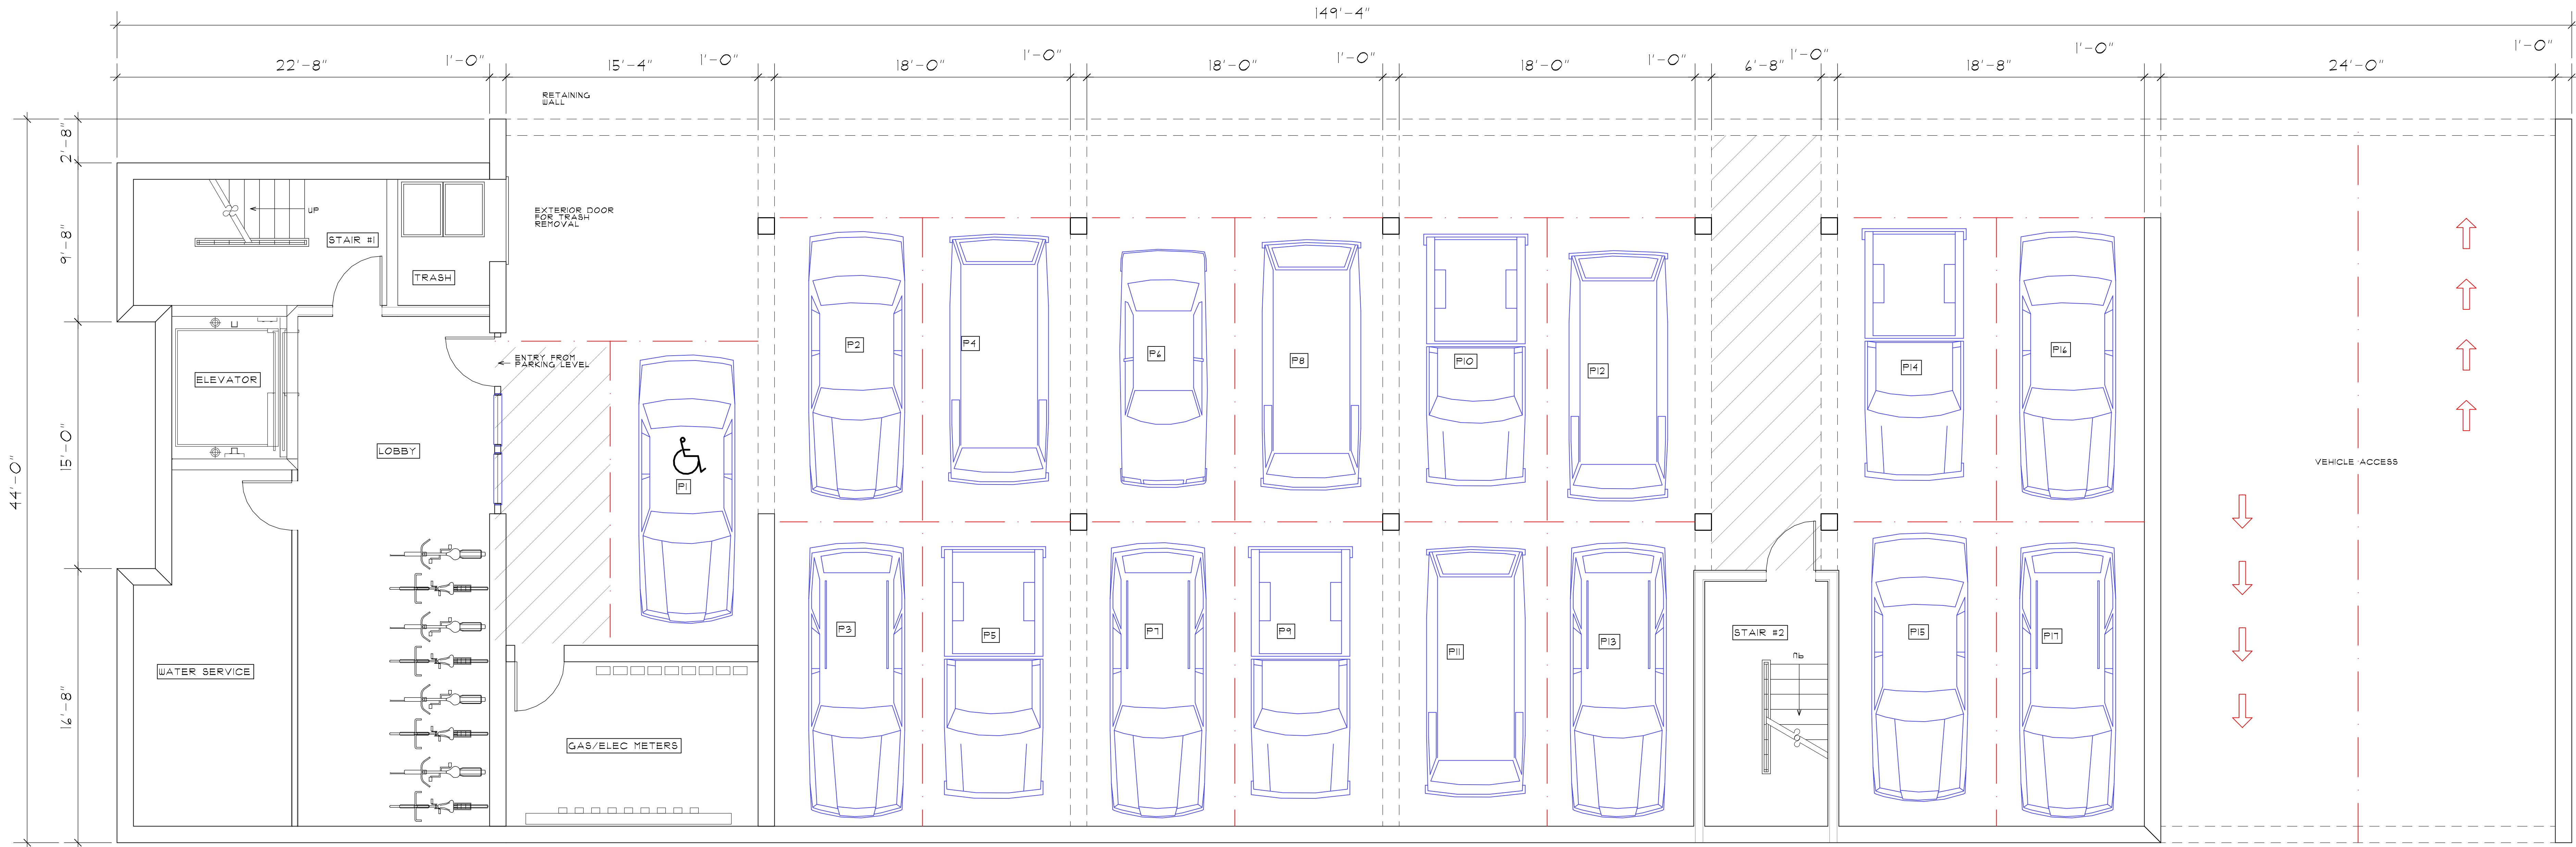 149'-4"
22'-8"
1'-0"
15'-4"
1'-0"
18'-0"
1'-0"
18'-0"
1'-0"
18'-0"
1'-0"
6'-8"
1'-0"
18'-8"
1'-0"
24'-0"
1'-0"
RETAINING
WALL
2'-8"
9'-8"
15'-0"
44'-0"
16'-8"
UP
STAIR #1
TRASH
EXTERIOR DOOR
FOR TRASH
REMOVAL
ENTRY FROM
PARKING LEVEL
ELEVATOR
LOBBY
WATER SERVICE
GAS/ELEC METERS
P1
P2
P4
P6
P8
P10
P12
P14
P16
P3
P5
P7
P9
P11
P13
STAIR #2
UP
P15
P17
VEHICLE ACCESS